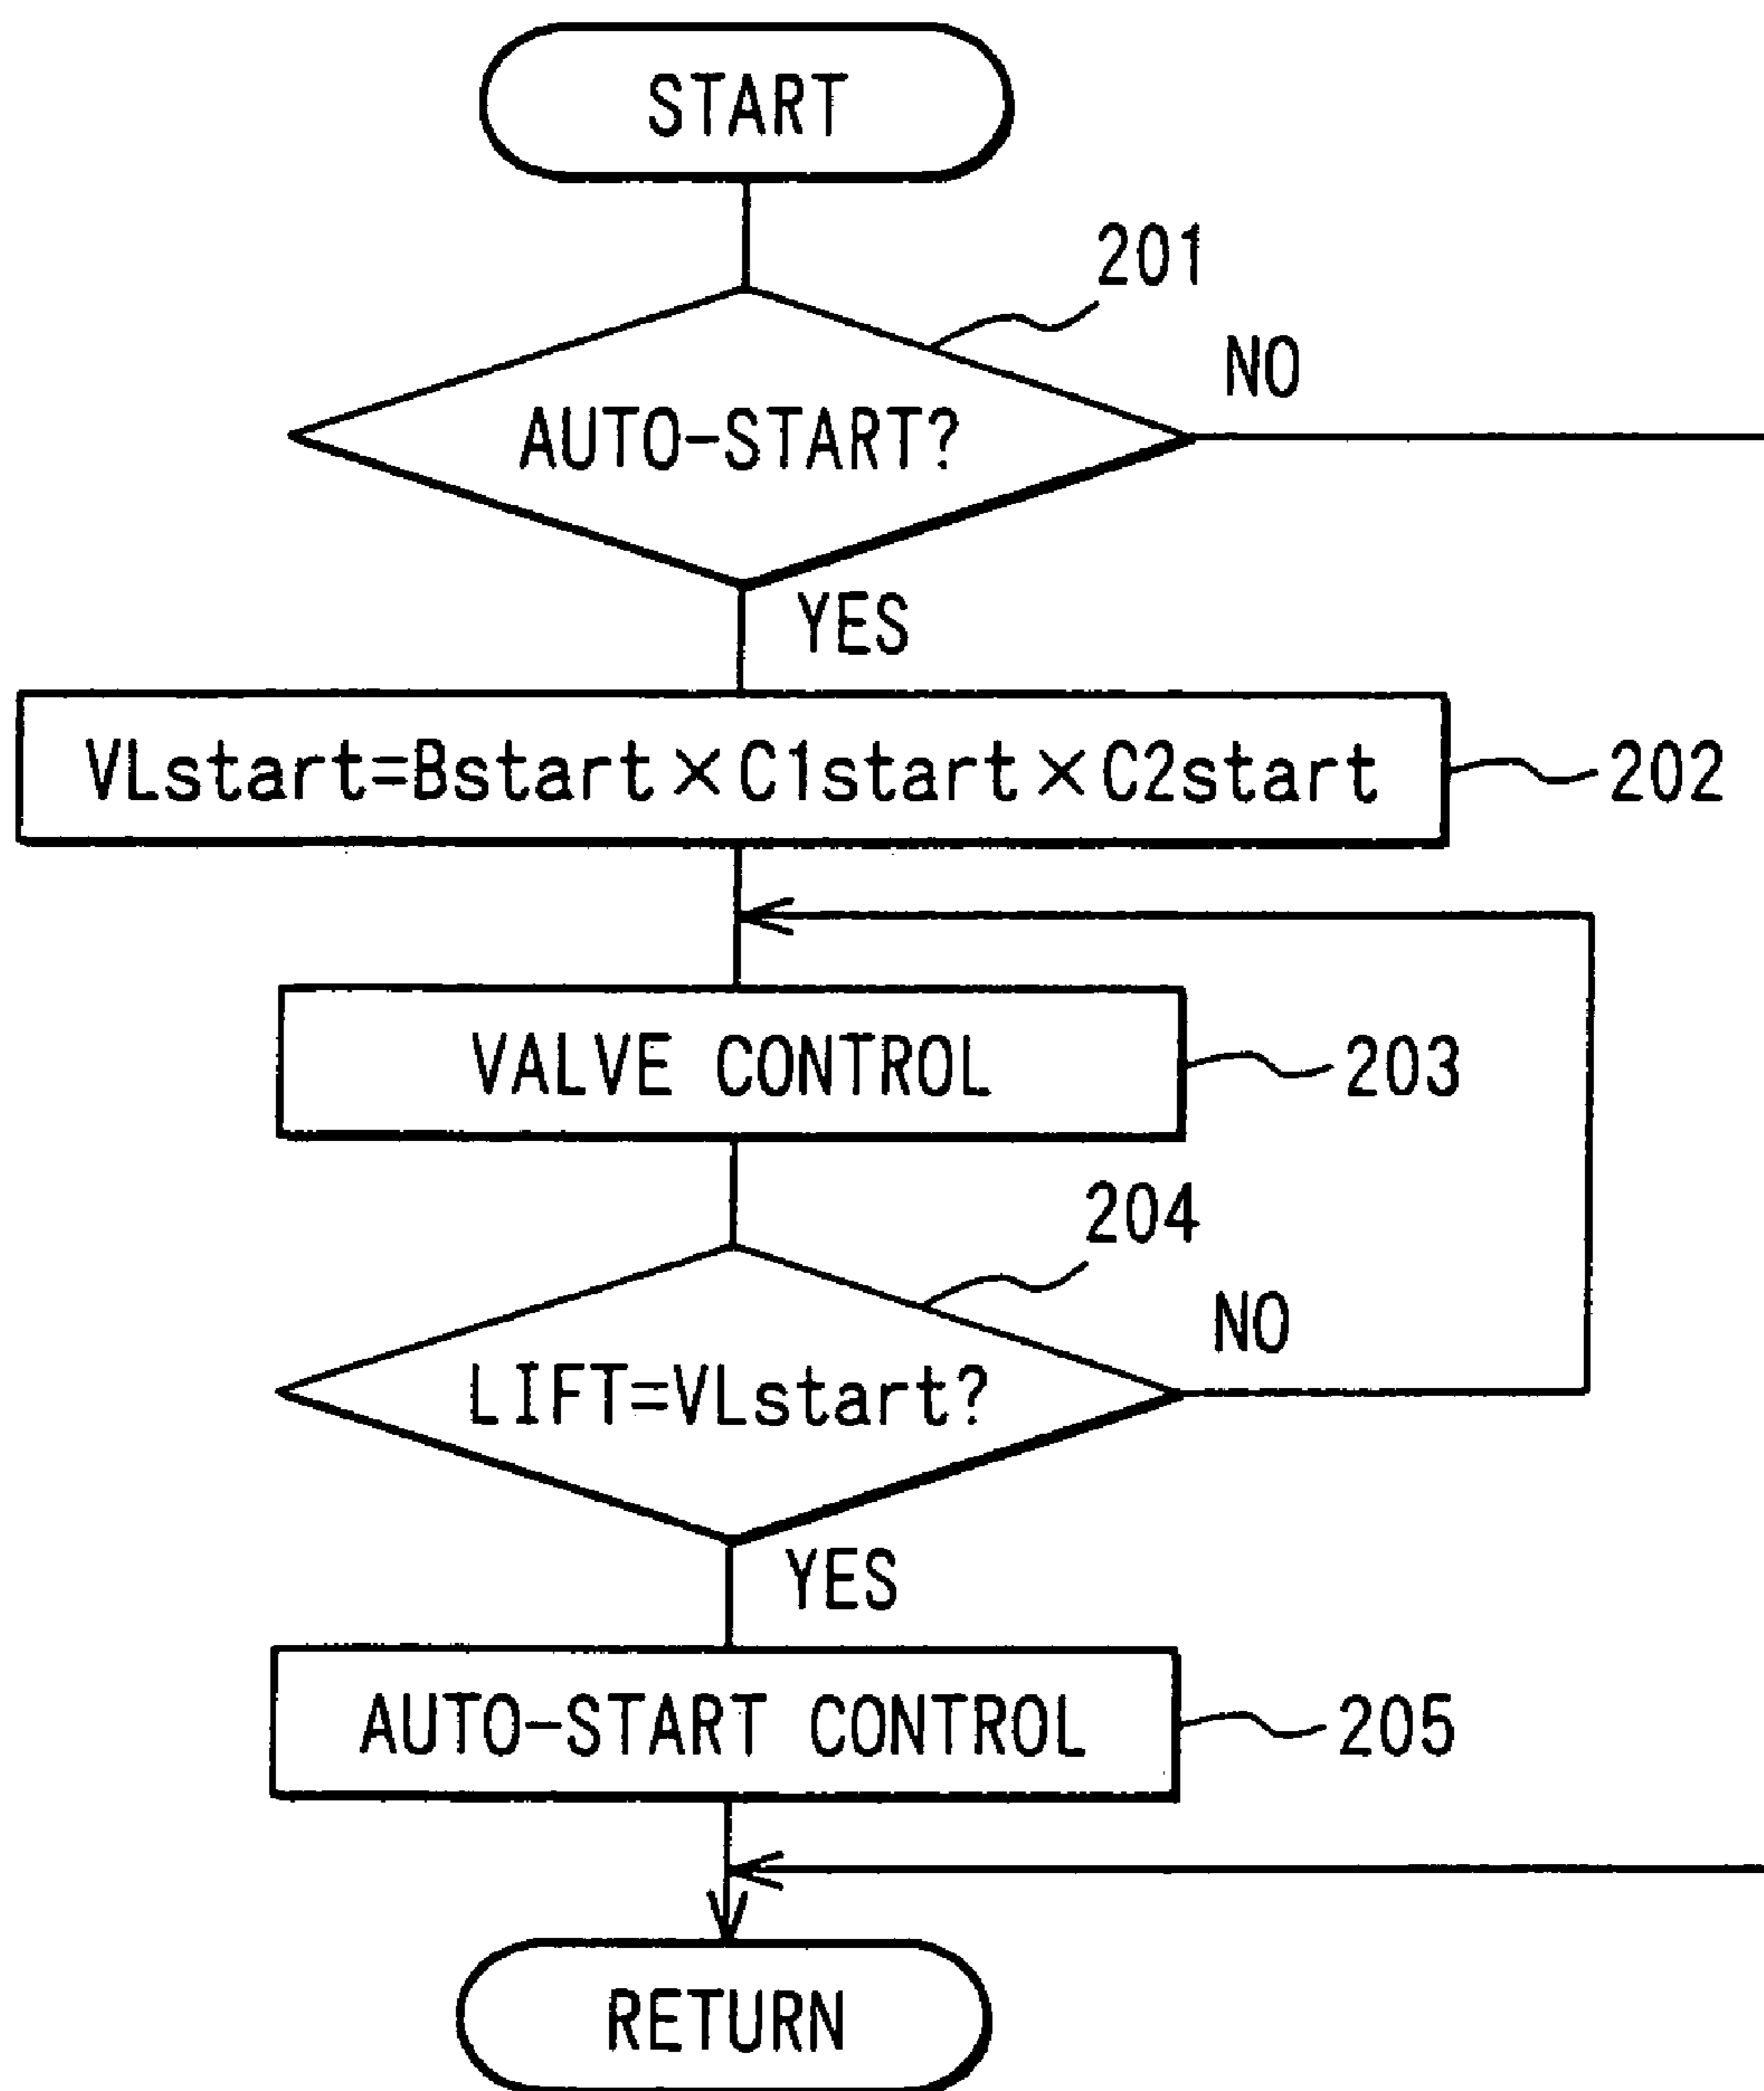 START
201
NO
AUTO-START?
YES
VLstart=Bstart×C1start×C2start
202
VALVE CONTROL
203
204
NO
LIFT=VLstart?
YES
AUTO-START CONTROL
205
RETURN